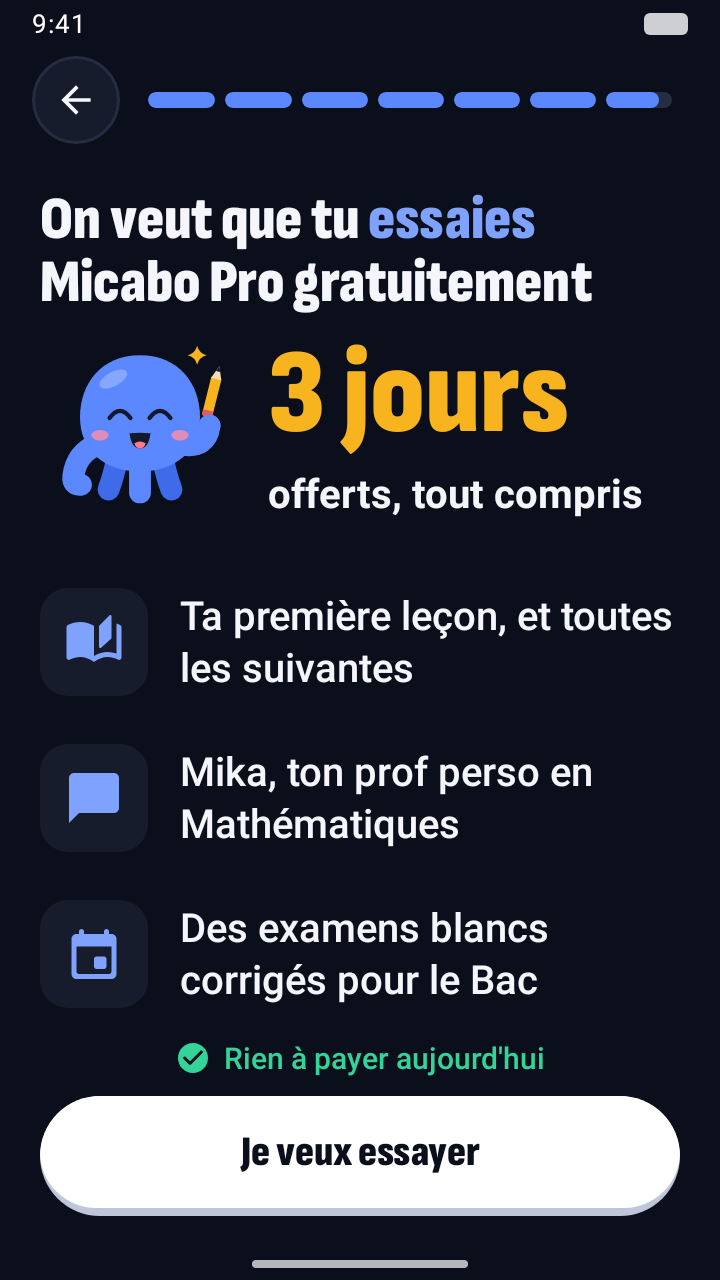 9:41
On veut que tu essaies
Micabo Pro gratuitement
3 jours
offerts, tout compris
Ta première leçon, et toutes
les suivantes
Mika, ton prof perso en
Mathématiques
Des examens blancs
corrigés pour le Bac
Rien à payer aujourd'hui
Je veux essayer